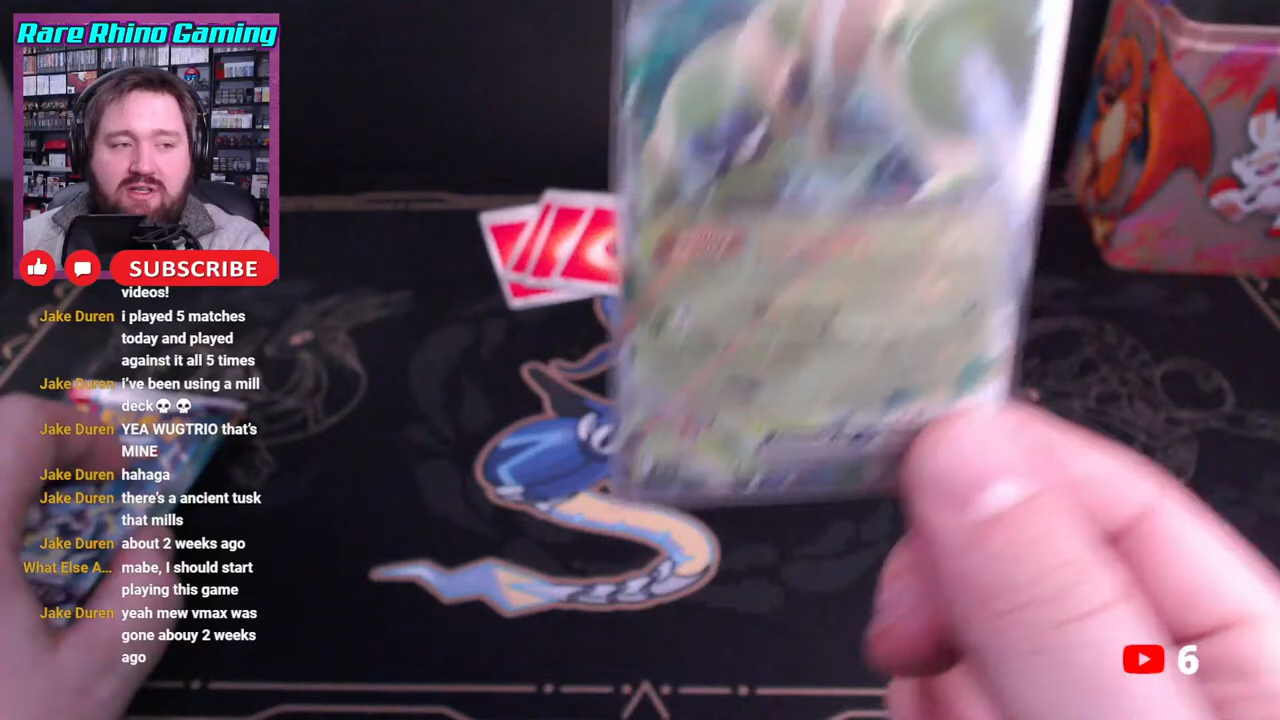 Rare Rhino Gaming
SUBSCRIBE
videos!
Jake Duren i played 5 matches
today and played
against it all 5 times
Jake Duren i've been using a mill
deck💀💀
Jake Duren YEA WUGTRIO that's
MINE
Jake Duren hahaga
Jake Duren there's a ancient tusk
that mills
Jake Duren about 2 weeks ago
What Else A... mabe, I should start
playing this game
Jake Duren yeah mew vmax was
gone abouy 2 weeks
ago
6